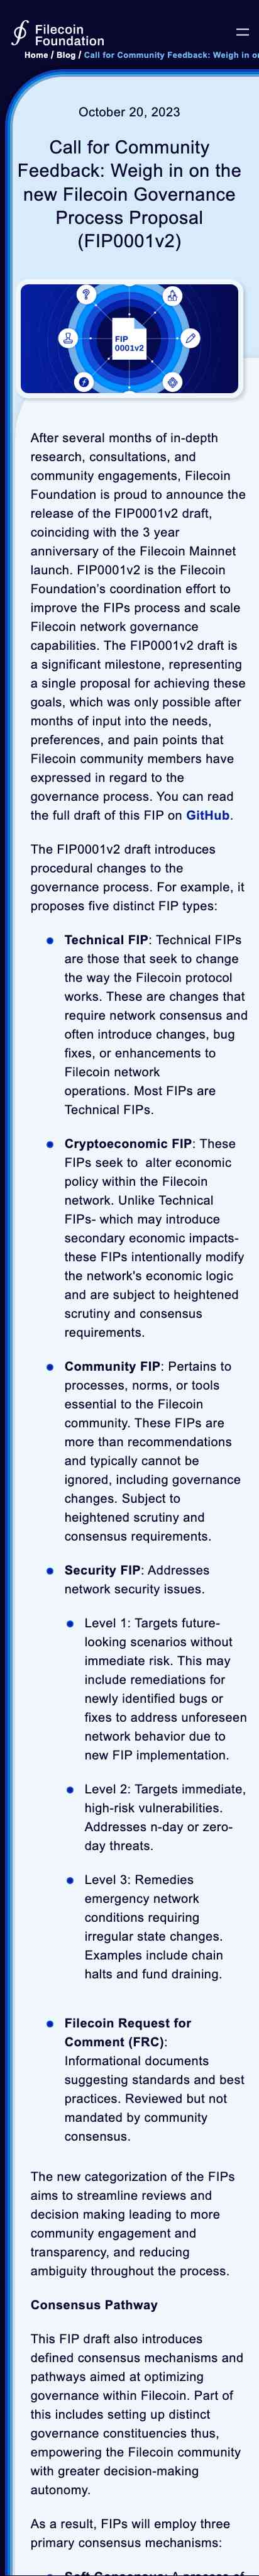 Filecoin
Foundation
Home / Blog / Call for Community Feedback: Weigh in o
October 20, 2023
Call for Community
Feedback: Weigh in on the
new Filecoin Governance
Process Proposal
(FIP0001v2)
FIP
0001v2
After several months of in-depth
research, consultations, and
community engagements, Filecoin
Foundation is proud to announce the
release of the FIP0001v2 draft,
coinciding with the 3 year
anniversary of the Filecoin Mainnet
launch. FIP0001v2 is the Filecoin
Foundation's coordination effort to
improve the FIPs process and scale
Filecoin network governance
capabilities. The FIP0001v2 draft is
a significant milestone, representing
a single proposal for achieving these
goals, which was only possible after
months of input into the needs,
preferences, and pain points that
Filecoin community members have
expressed in regard to the
governance process. You can read
the full draft of this FIP on GitHub.
The FIP0001v2 draft introduces
procedural changes to the
governance process. For example, it
proposes five distinct FIP types:
Technical FIP: Technical FIPs
are those that seek to change
the way the Filecoin protocol
works. These are changes that
require network consensus and
often introduce changes, bug
fixes, or enhancements to
Filecoin network
operations. Most FIPs are
Technical FIPs.
Cryptoeconomic FIP: These
FIPs seek to  alter economic
policy within the Filecoin
network. Unlike Technical
FIPs- which may introduce
secondary economic impacts-
these FIPs intentionally modify
the network's economic logic
and are subject to heightened
scrutiny and consensus
requirements.
Community FIP: Pertains to
processes, norms, or tools
essential to the Filecoin
community. These FIPs are
more than recommendations
and typically cannot be
ignored, including governance
changes. Subject to
heightened scrutiny and
consensus requirements.
Security FIP: Addresses
network security issues.
Level 1: Targets future-
looking scenarios without
immediate risk. This may
include remediations for
newly identified bugs or
fixes to address unforeseen
network behavior due to
new FIP implementation.
Level 2: Targets immediate,
high-risk vulnerabilities.
Addresses n-day or zero-
day threats.
Level 3: Remedies
emergency network
conditions requiring
irregular state changes.
Examples include chain
halts and fund draining.
Filecoin Request for
Comment (FRC):
Informational documents
suggesting standards and best
practices. Reviewed but not
mandated by community
consensus.
The new categorization of the FIPs
aims to streamline reviews and
decision making leading to more
community engagement and
transparency, and reducing
ambiguity throughout the process.
Consensus Pathway
This FIP draft also introduces
defined consensus mechanisms and
pathways aimed at optimizing
governance within Filecoin. Part of
this includes setting up distinct
governance constituencies thus,
empowering the Filecoin community
with greater decision-making
autonomy.
As a result, FIPs will employ three
primary consensus mechanisms: